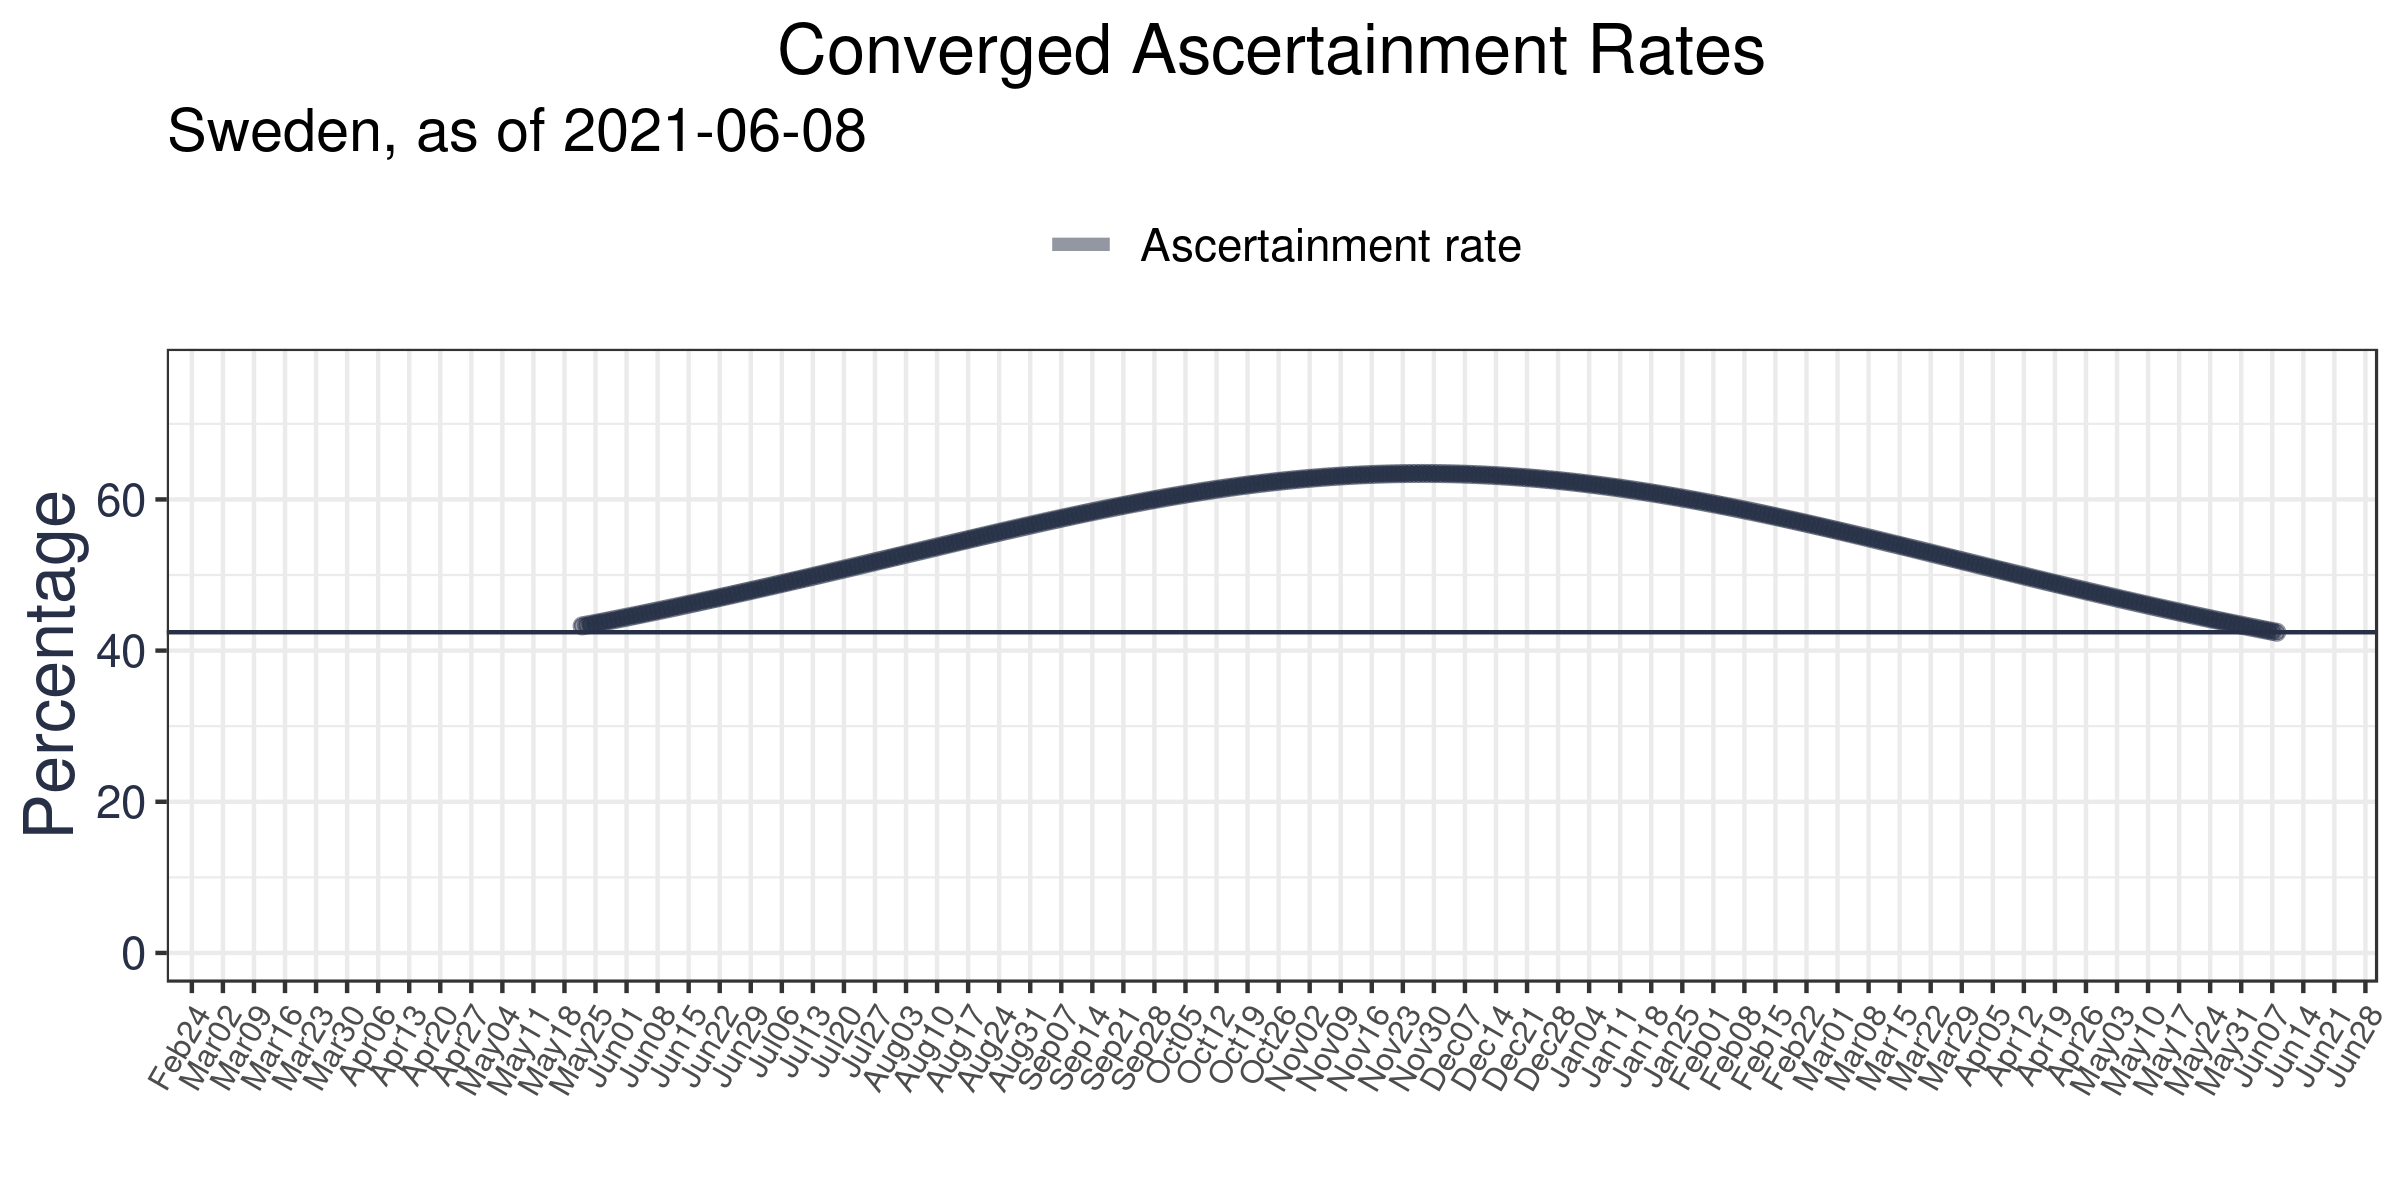 Converged Ascertainment Rates
Sweden, as of 2021-06-08
Ascertainment rate
Percentage
60
40
20
0
Feb24 Mar02 Mar09 Mar16 Mar23 Mar30 Apr06 Apr13 Apr20 Apr27 May04 May11 May18 May25 Jun01 Jun08 Jun15 Jun22 Jun29 Jul06 Jul13 Jul20 Jul27 Aug03 Aug10 Aug17 Aug24 Aug31 Sep07 Sep14 Sep21 Sep28 Oct05 Oct12 Oct19 Oct26 Nov02 Nov09 Nov16 Nov23 Nov30 Dec07 Dec14 Dec21 Dec28 Jan04 Jan11 Jan18 Jan25 Feb01 Feb08 Feb15 Feb22 Mar01 Mar08 Mar15 Mar22 Mar29 Apr05 Apr12 Apr19 Apr26 May03 May10 May17 May24 May31 Jun07 Jun14 Jun21 Jun28